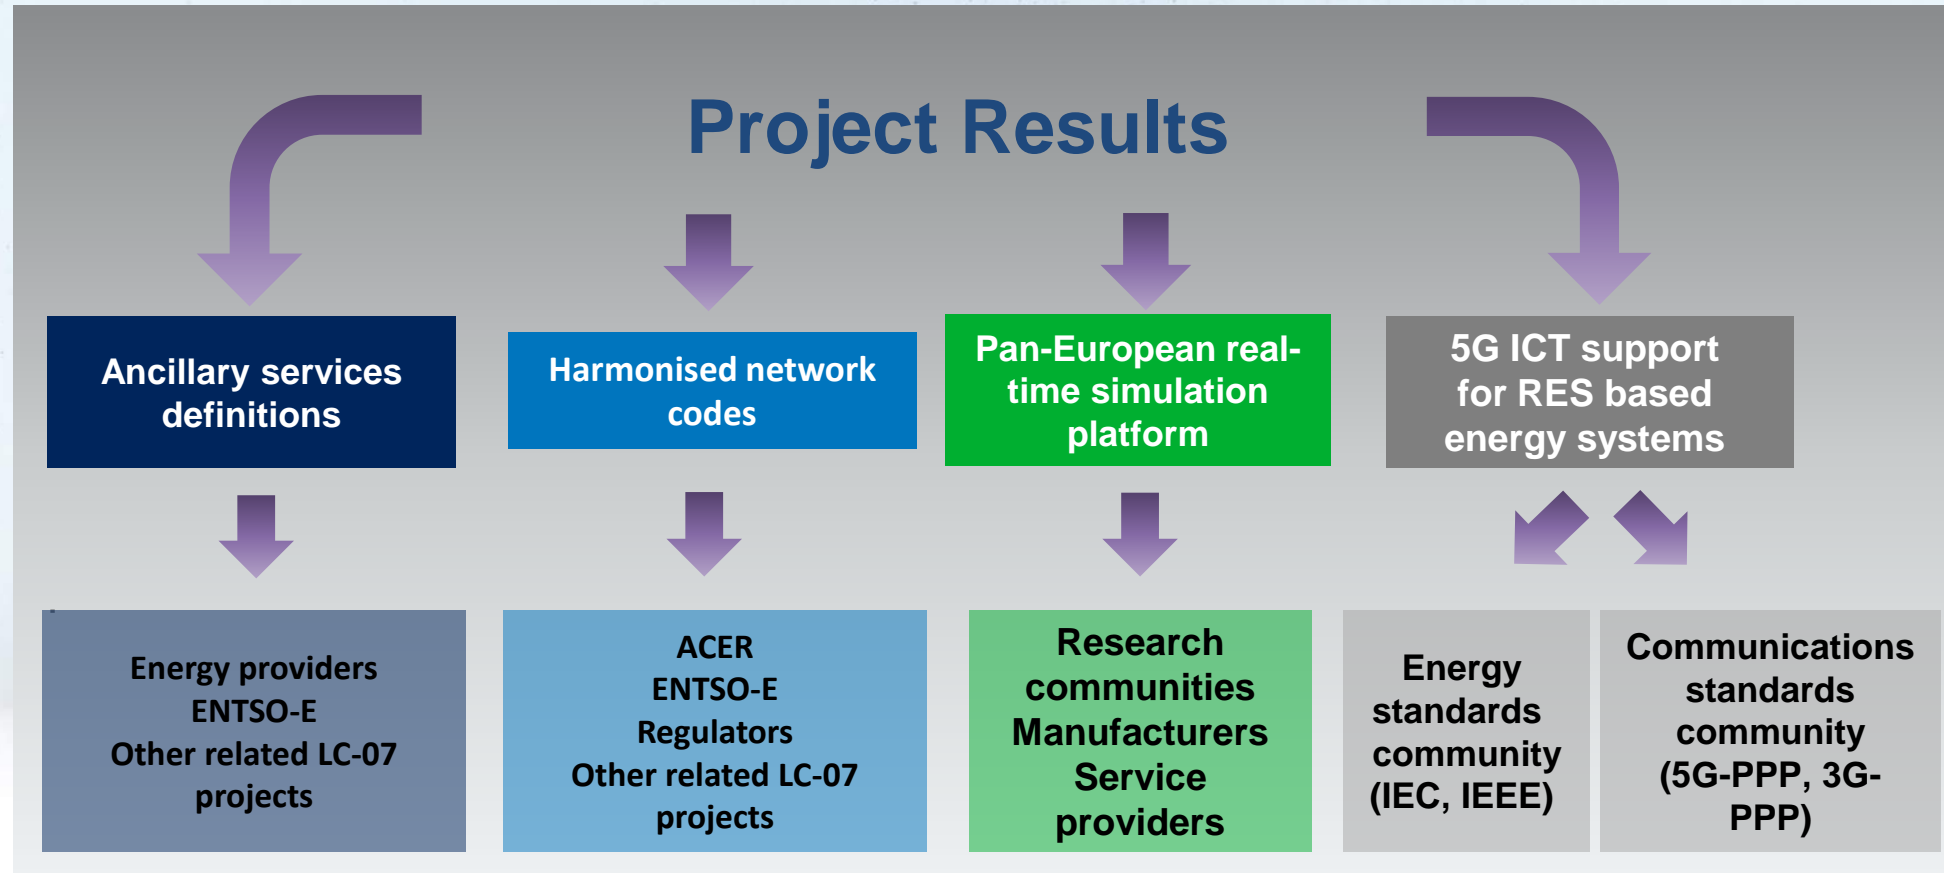 Project Results
Ancillary services
definitions
Harmonised network
codes
Pan-European real-
time simulation
platform
5G ICT support
for RES based
energy systems
Energy providers
ENTSO-E
Other related LC-07
projects
ACER
ENTSO-E
Regulators
Other related LC-07
projects
Research
communities
Manufacturers
Service
providers
Energy
standards
community
(IEC, IEEE)
Communications
standards
community
(5G-PPP, 3G-
PPP)